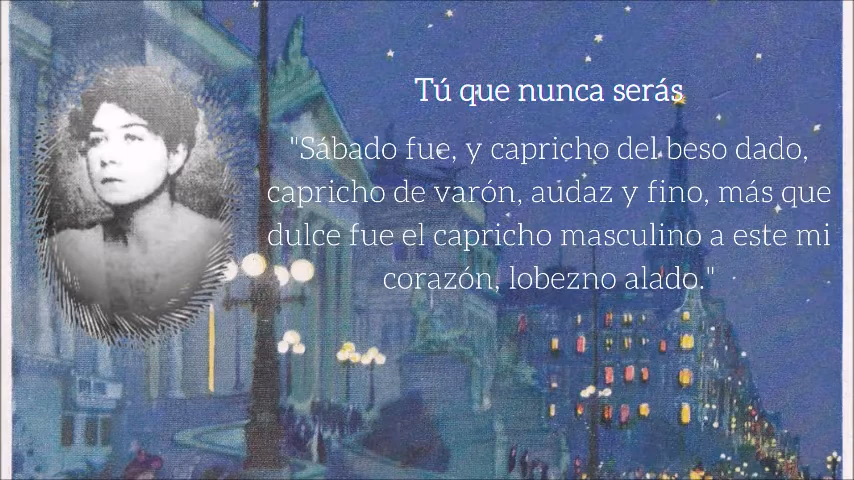 Tú que nunca serás
"Sábado fue, y capricho del beso dado,
capricho de varón, audaz y fino, más que
dulce fue el capricho masculino a este mi
corazón, lobezno alado."